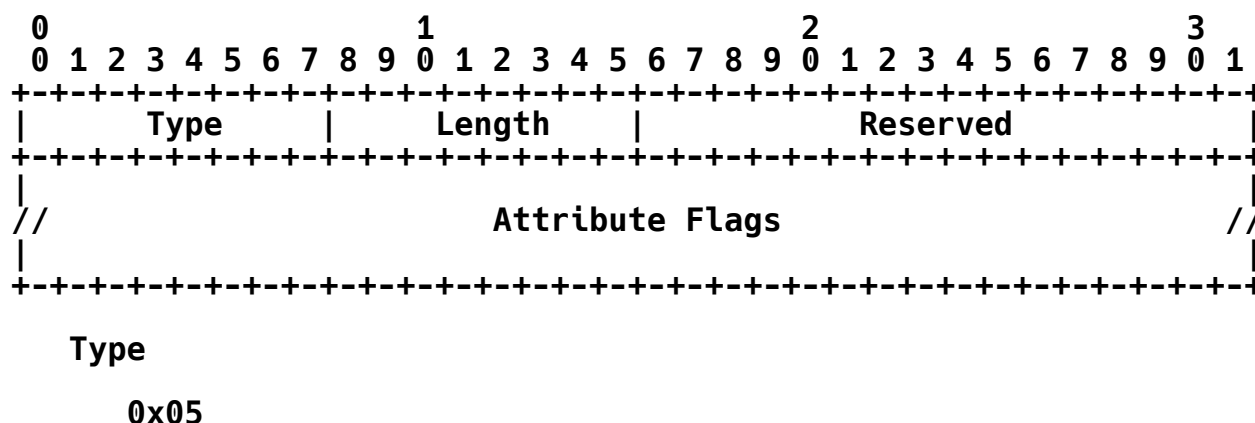 0                   1                   2                   3
 0 1 2 3 4 5 6 7 8 9 0 1 2 3 4 5 6 7 8 9 0 1 2 3 4 5 6 7 8 9 0 1
+-+-+-+-+-+-+-+-+-+-+-+-+-+-+-+-+-+-+-+-+-+-+-+-+-+-+-+-+-+-+-+-+
|      Type     |     Length    |           Reserved            |
+-+-+-+-+-+-+-+-+-+-+-+-+-+-+-+-+-+-+-+-+-+-+-+-+-+-+-+-+-+-+-+-+
|                                                               |
//                       Attribute Flags                       //
|                                                               |
+-+-+-+-+-+-+-+-+-+-+-+-+-+-+-+-+-+-+-+-+-+-+-+-+-+-+-+-+-+-+-+-+
   Type
      0x05